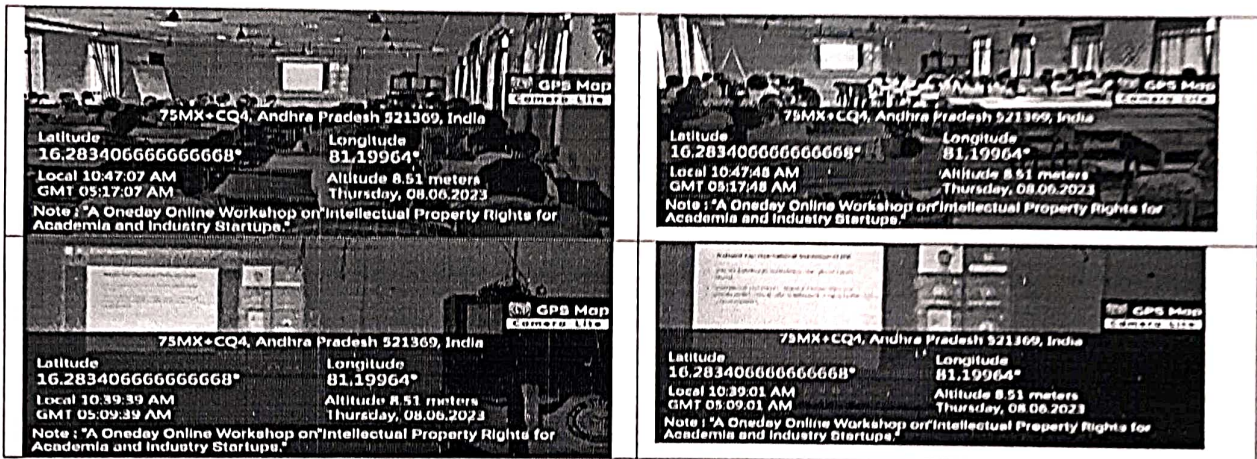 GPS Map
Camera Lite
75MX+CQ4, Andhra Pradesh 521369, India
Latitude
16.283406666666668°
Longitude
81.19964°
Local 10:47:07 AM
GMT 05:17:07 AM
Altitude 8.51 meters
Thursday, 08.06.2023
Note : "A Oneday Online Workshop on"Intellectual Property Rights for
Academia and Industry Startups."
GPS Map
Camera Lite
75MX+CQ4, Andhra Pradesh 521369, India
Latitude
16.283406666666668°
Longitude
81.19964°
Local 10:47:48 AM
GMT 05:17:48 AM
Altitude 8.51 meters
Thursday, 08.06.2023
Note : "A Oneday Online Workshop on"Intellectual Property Rights for
Academia and Industry Startups."
GPS Map
Camera Lite
75MX+CQ4, Andhra Pradesh 521369, India
Latitude
16.283406666666668°
Longitude
81.19964°
Local 10:39:39 AM
GMT 05:09:39 AM
Altitude 8.51 meters
Thursday, 08.06.2023
Note : "A Oneday Online Workshop on"Intellectual Property Rights for
Academia and Industry Startups."
GPS Map
Camera Lite
75MX+CQ4, Andhra Pradesh 521369, India
Latitude
16.283406666666668°
Longitude
81.19964°
Local 10:39:01 AM
GMT 05:09:01 AM
Altitude 8.51 meters
Thursday, 08.06.2023
Note : "A Oneday Online Workshop on"Intellectual Property Rights for
Academia and Industry Startups."